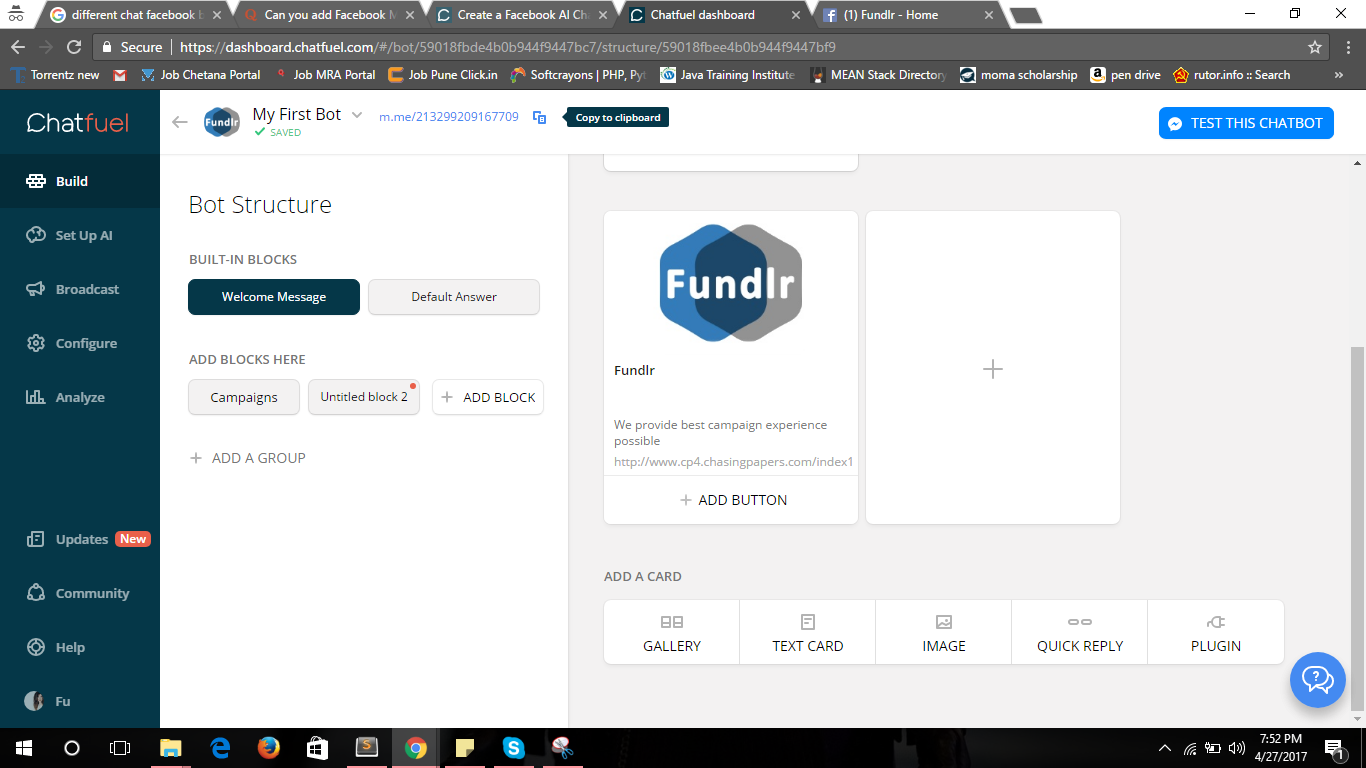 different chat facebook b
Can you add Facebook M
Create a Facebook AI Cha
Chatfuel dashboard
(1) Fundlr - Home
Secure
https://dashboard.chatfuel.com/#/bot/59018fbde4b0b944f9447bc7/structure/59018fbee4b0b944f9447bf9
Torrentz new
Job Chetana Portal
Job MRA Portal
Job Pune Click.in
Softcrayons | PHP, Pyt
Java Training Institute
MEAN Stack Directory
moma scholarship
pen drive
rutor.info :: Search
Chatfuel
Fundlr
My First Bot
SAVED
m.me/213299209167709
Copy to clipboard
TEST THIS CHATBOT
Build
Set Up AI
Broadcast
Configure
Analyze
Updates New
Community
Help
Fu
Bot Structure
BUILT-IN BLOCKS
Welcome Message
Default Answer
ADD BLOCKS HERE
Campaigns
Untitled block 2
+ ADD BLOCK
+ ADD A GROUP
Fundlr
Fundlr
We provide best campaign experience
possible
http://www.cp4.chasingpapers.com/index1
+ ADD BUTTON
+
ADD A CARD
GALLERY
TEXT CARD
IMAGE
QUICK REPLY
PLUGIN
7:52 PM
4/27/2017
1